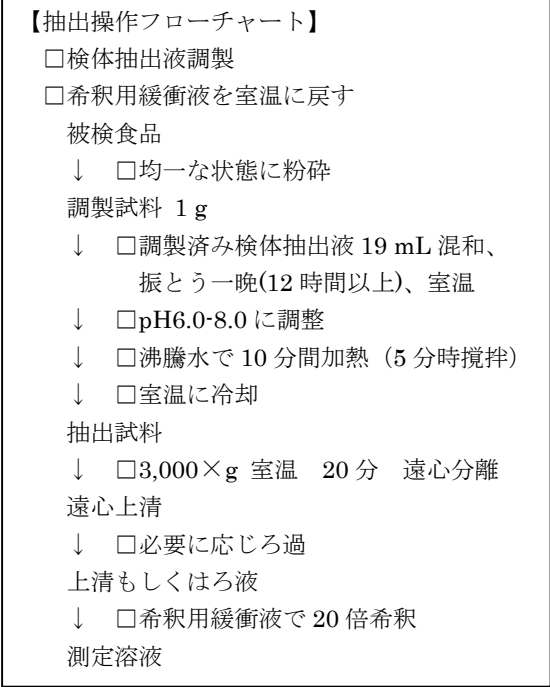 【抽出操作フローチャート】
□検体抽出液調製
□希釈用緩衝液を室温に戻す
被検食品
↓ □均一な状態に粉砕
調製試料 1 g
↓ □調製済み検体抽出液 19 mL 混和、
振とう一晩(12 時間以上)、室温
↓ □pH6.0-8.0 に調整
↓ □沸騰水で 10 分間加熱（5 分時撹拌）
↓ □室温に冷却
抽出試料
↓ □3,000×g 室温 20 分 遠心分離
遠心上清
↓ □必要に応じろ過
上清もしくはろ液
↓ □希釈用緩衝液で 20 倍希釈
測定溶液